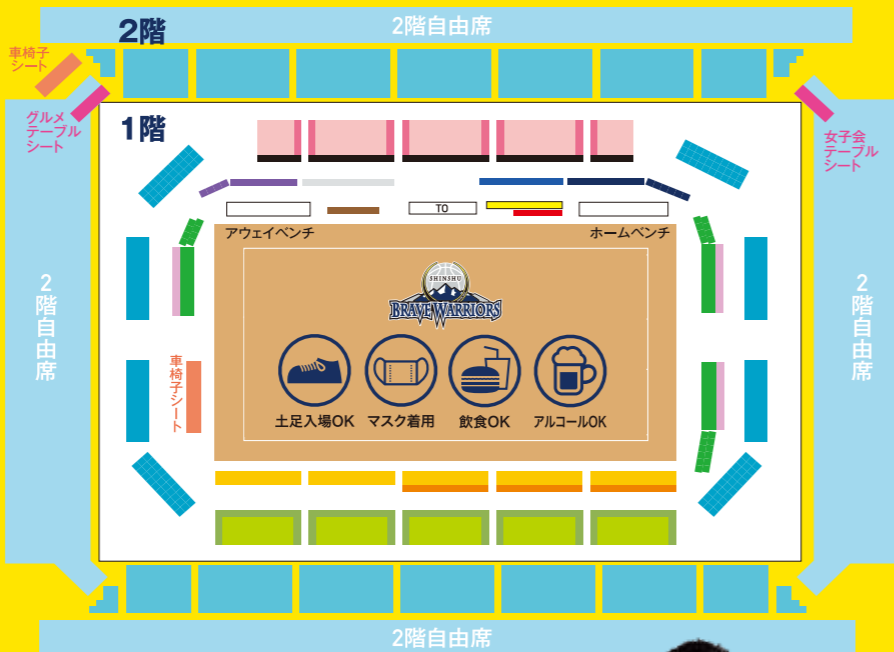 2階
2階自由席
車椅子
シート
グルメ
テーブル
シート
1階
女子会
テーブル
シート
TO
アウェイベンチ
ホームベンチ
2階自由席
2階自由席
SHINSHU
BRAVE WARRIORS
車椅子シート
土足入場OK
マスク着用
飲食OK
アルコールOK
2階自由席